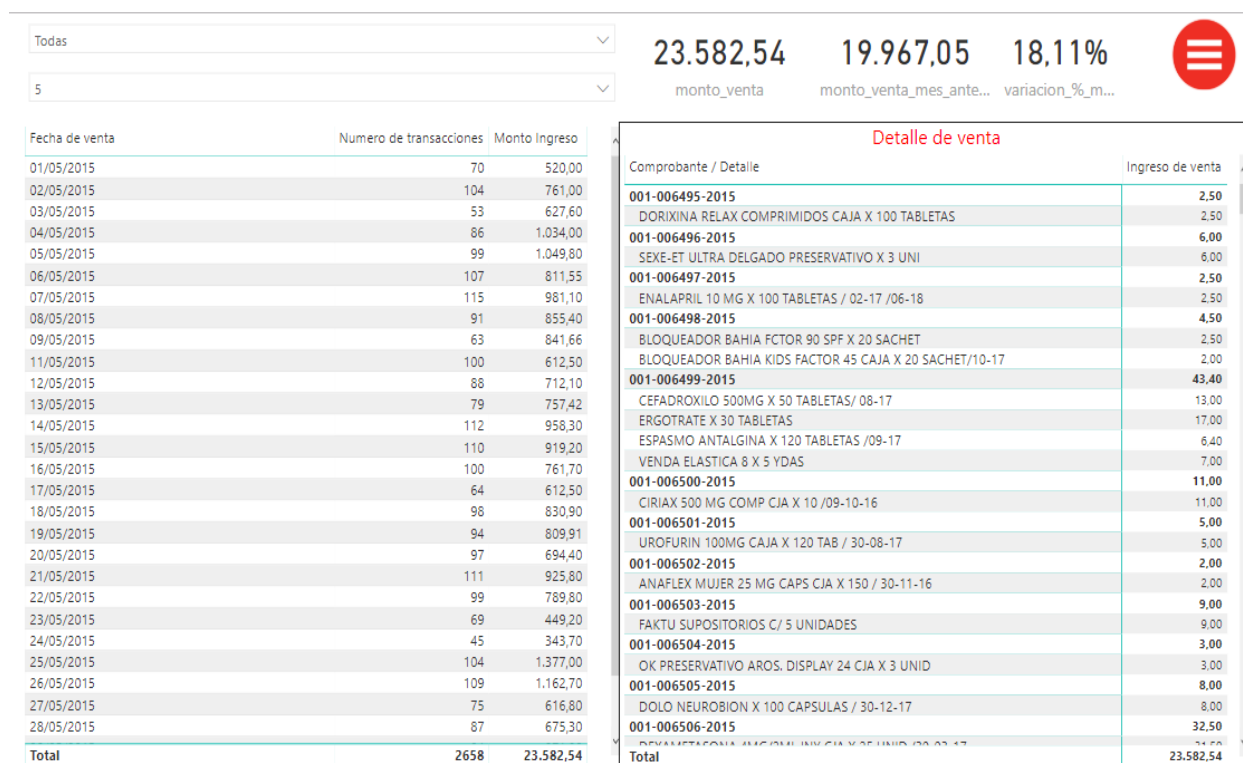 Todas
5
23.582,54
monto_venta
19.967,05
monto_venta_mes_ante...
18,11%
variacion_%_m...
Fecha de venta Numero de transacciones Monto Ingreso
01/05/2015 70 520,00
02/05/2015 104 761,00
03/05/2015 53 627,60
04/05/2015 86 1.034,00
05/05/2015 99 1.049,80
06/05/2015 107 811,55
07/05/2015 115 981,10
08/05/2015 91 855,40
09/05/2015 63 841,66
11/05/2015 100 612,50
12/05/2015 88 712,10
13/05/2015 79 757,42
14/05/2015 112 958,30
15/05/2015 110 919,20
16/05/2015 100 761,70
17/05/2015 64 612,50
18/05/2015 98 830,90
19/05/2015 94 809,91
20/05/2015 97 694,40
21/05/2015 111 925,80
22/05/2015 99 789,80
23/05/2015 69 449,20
24/05/2015 45 343,70
25/05/2015 104 1.377,00
26/05/2015 109 1.162,70
27/05/2015 75 616,80
28/05/2015 87 675,30
Total 2658 23.582,54
Detalle de venta
Comprobante / Detalle Ingreso de venta
001-006495-2015 2,50
DORIXINA RELAX COMPRIMIDOS CAJA X 100 TABLETAS 2,50
001-006496-2015 6,00
SEXE-ET ULTRA DELGADO PRESERVATIVO X 3 UNI 6,00
001-006497-2015 2,50
ENALAPRIL 10 MG X 100 TABLETAS / 02-17 /06-18 2,50
001-006498-2015 4,50
BLOQUEADOR BAHIA FCTOR 90 SPF X 20 SACHET 2,50
BLOQUEADOR BAHIA KIDS FACTOR 45 CAJA X 20 SACHET/10-17 2,00
001-006499-2015 43,40
CEFADROXILO 500MG X 50 TABLETAS/ 08-17 13,00
ERGOTRATE X 30 TABLETAS 17,00
ESPASMO ANTALGINA X 120 TABLETAS /09-17 6,40
VENDA ELASTICA 8 X 5 YDAS 7,00
001-006500-2015 11,00
CIRIAX 500 MG COMP CJA X 10 /09-10-16 11,00
001-006501-2015 5,00
UROFURIN 100MG CAJA X 120 TAB / 30-08-17 5,00
001-006502-2015 2,00
ANAFLEX MUJER 25 MG CAPS CJA X 150 / 30-11-16 2,00
001-006503-2015 9,00
FAKTU SUPOSITORIOS C/ 5 UNIDADES 9,00
001-006504-2015 3,00
OK PRESERVATIVO AROS. DISPLAY 24 CJA X 3 UNID 3,00
001-006505-2015 8,00
DOLO NEUROBION X 100 CAPSULAS / 30-12-17 8,00
001-006506-2015 32,50
Total 23.582,54